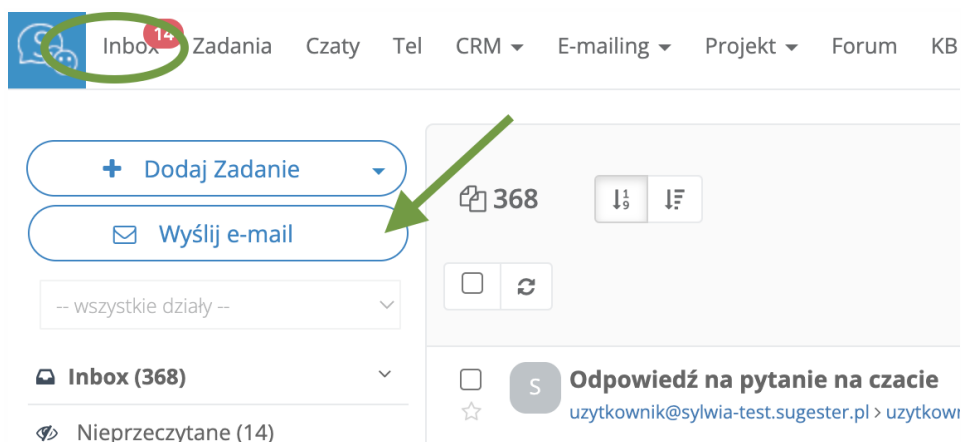 Inbox 14 Zadania Czaty Tel CRM E-mailing Projekt Forum KB
Dodaj Zadanie
Wyślij e-mail
368
-- wszystkie działy --
Inbox (368)
Nieprzeczytane (14)
S
Odpowiedź na pytanie na czacie
uzytkownik@sylwia-test.sugester.pl > uzytkown